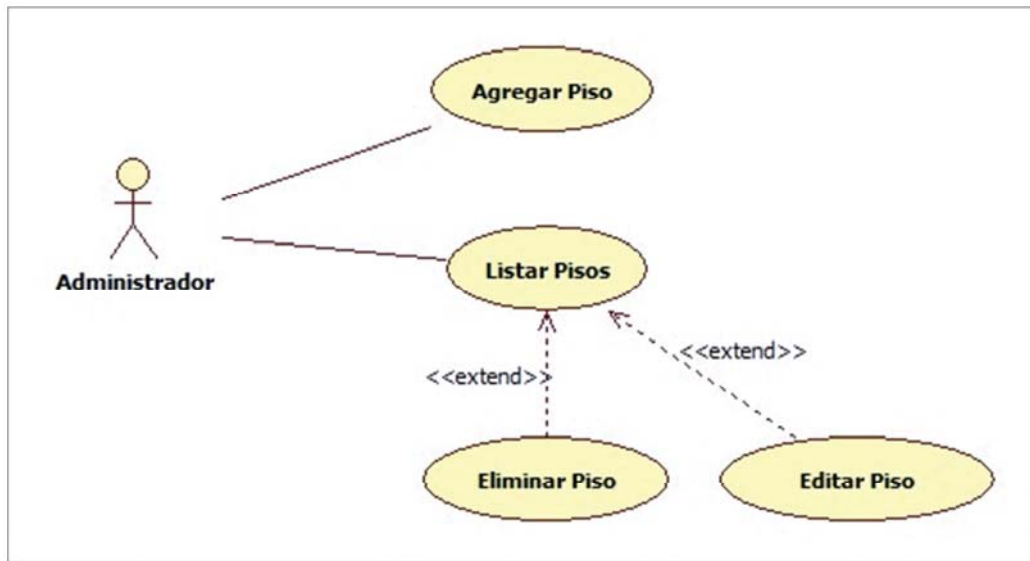 Agregar Piso
Administrador
Listar Pisos
<<extend>>
<<extend>>
Eliminar Piso
Editar Piso